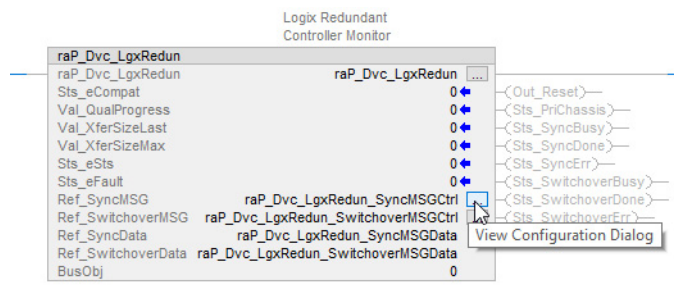 Logix Redundant
Controller Monitor
raP_Dvc_LgxRedun
raP_Dvc_LgxRedun raP_Dvc_LgxRedun ...
Sts_eCompat 0
Val_QualProgress 0 (Out_Reset)
Val_XferSizeLast 0 (Sts_PriChassis)
Val_XferSizeMax 0 (Sts_SyncBusy)
Sts_eSts 0 (Sts_SyncDone)
Sts_eFault 0 (Sts_SyncErr)
Ref_SyncMSG raP_Dvc_LgxRedun_SyncMSGCtrl (Sts_SwitchoverBusy)
Ref_SwitchoverMSG raP_Dvc_LgxRedun_SwitchoverMSGCtrl (Sts_SwitchoverDone)
Ref_SyncData raP_Dvc_LgxRedun_SyncMSGData (Sts_SwitchoverErr)
View Configuration Dialog
Ref_SwitchoverData raP_Dvc_LgxRedun_SwitchoverMSGData
BusObj 0